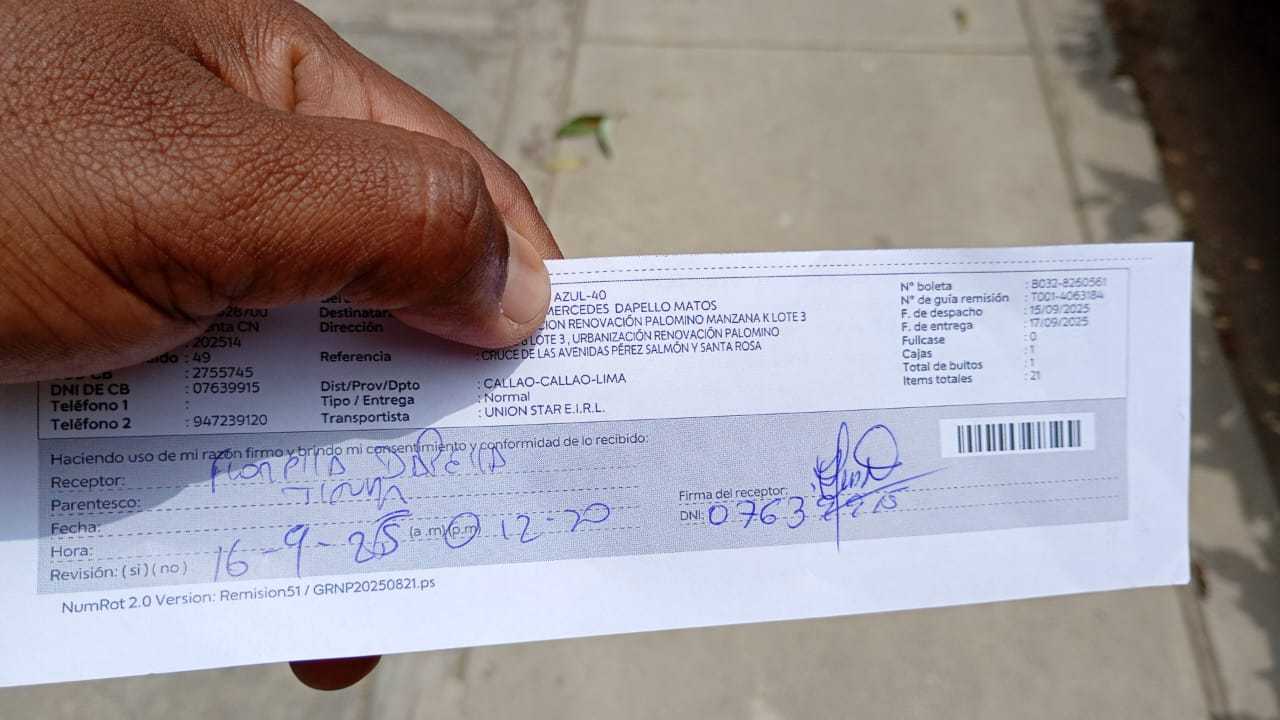 AZUL-40
MERCEDES DAPELLO MATOS
Dirección
RENOVACIÓN PALOMINO MANZANA K LOTE 3
LOTE 3 , URBANIZACIÓN RENOVACIÓN PALOMINO
202514
: 49
Referencia
: CRUCE DE LAS AVENIDAS PÉREZ SALMÓN Y SANTA ROSA
: 2755745
DNI DE CB : 07639915
Dist/Prov/Dpto : CALLAO-CALLAO-LIMA
Teléfono 1 :
Tipo / Entrega : Normal
Teléfono 2 : 947239120
Transportista : UNION STAR E.I.R.L.
N° boleta : B032-8260561
N° de guía remisión : T001-4063184
F. de despacho : 15/09/2025
F. de entrega : 17/09/2025
Fullcase : 0
Cajas : 1
Total de bultos : 1
Items totales : 21
Haciendo uso de mi razón firmo y brindo mi consentimiento y conformidad de lo recibido:
Receptor:
Parentesco:
Fecha: 16-9-25
Hora: (a .m)(p.m) 12-20
Revisión: ( si ) ( no )
Firma del receptor:
DNI: 0763
NumRot 2.0 Version: Remision51 / GRNP20250821.ps